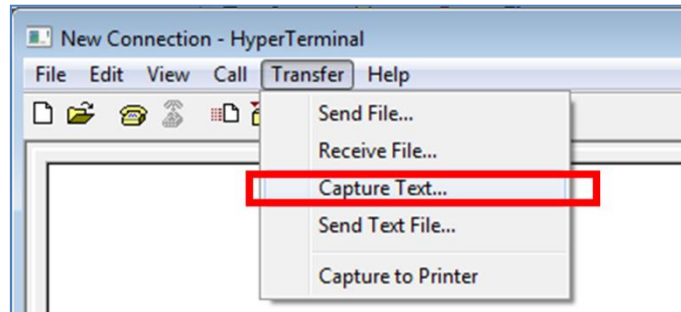 New Connection - HyperTerminal
File Edit View Call Transfer Help
Send File...
Receive File...
Capture Text...
Send Text File...
Capture to Printer